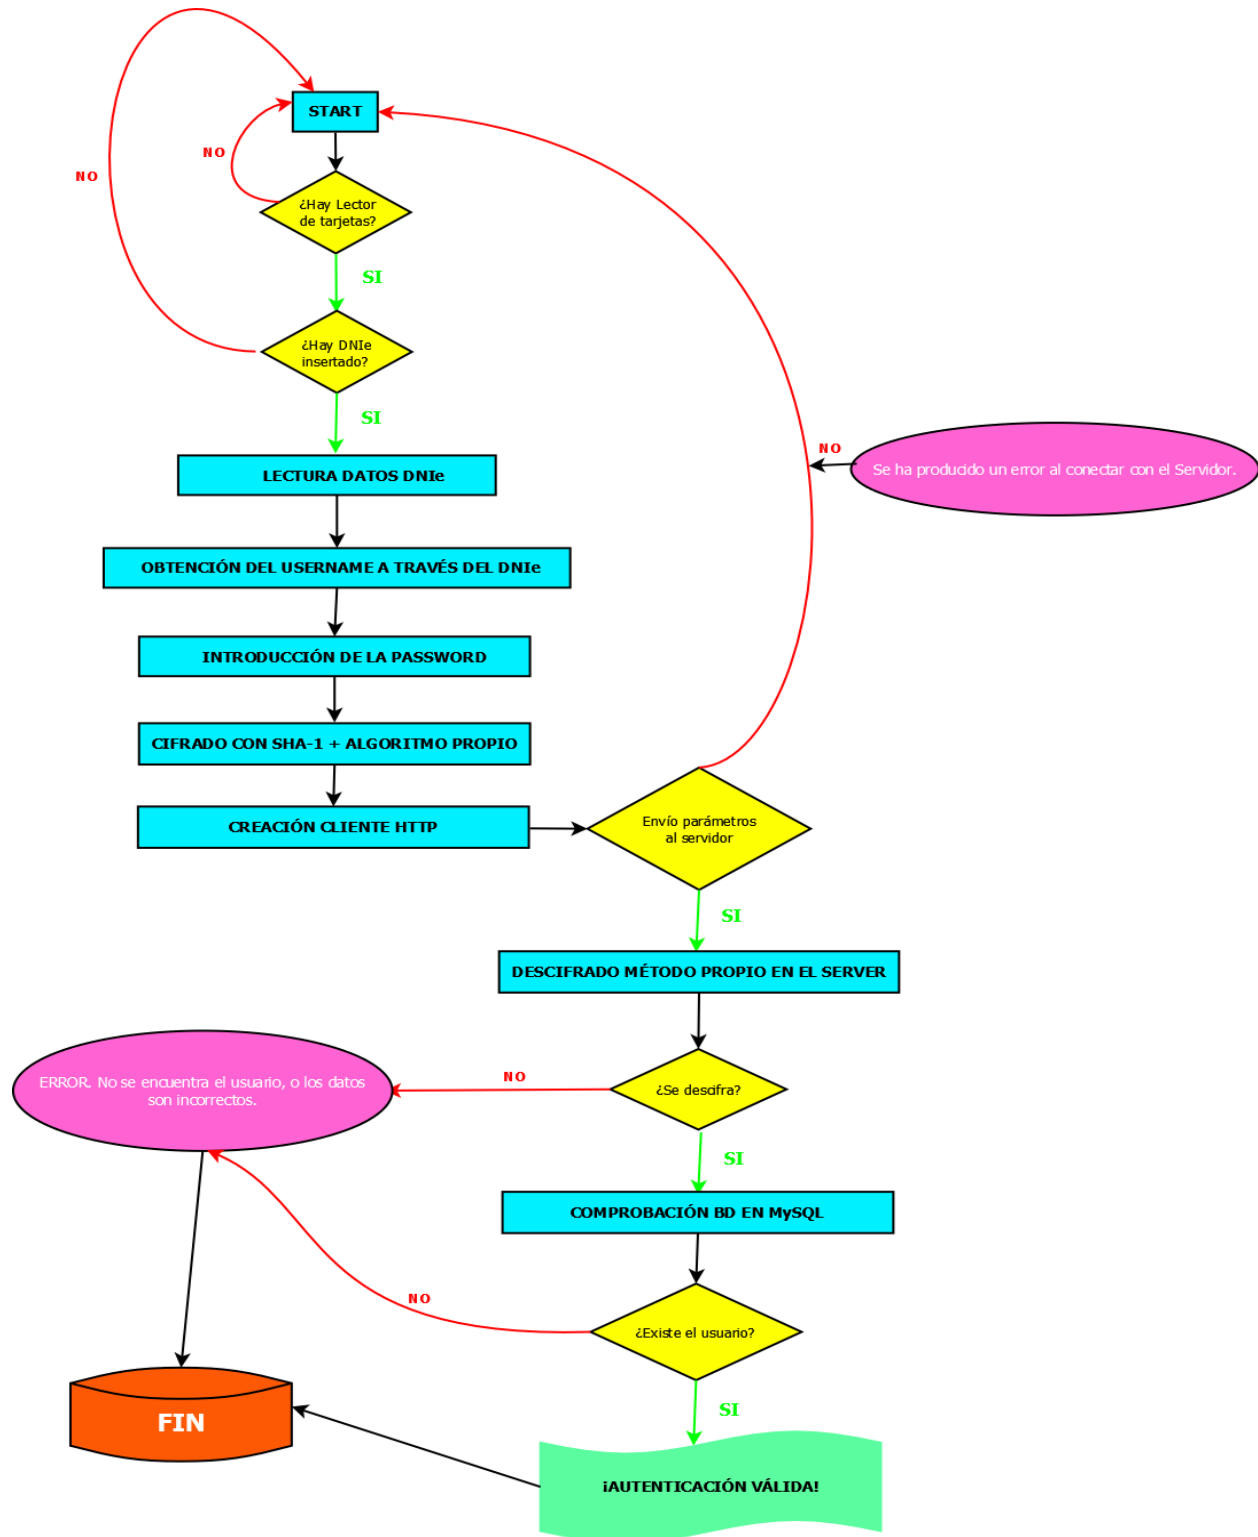 START
NO
NO
¿Hay Lector
de tarjetas?
SI
¿Hay DNIe
insertado?
SI
NO
Se ha producido un error al conectar con el Servidor.
LECTURA DATOS DNIe
OBTENCIÓN DEL USERNAME A TRAVÉS DEL DNIe
INTRODUCCIÓN DE LA PASSWORD
CIFRADO CON SHA-1 + ALGORITMO PROPIO
CREACIÓN CLIENTE HTTP
Envío parámetros
al servidor
SI
DESCIFRADO MÉTODO PROPIO EN EL SERVER
¿Se descifra?
NO
ERROR. No se encuentra el usuario, o los datos
son incorrectos.
SI
COMPROBACIÓN BD EN MySQL
¿Existe el usuario?
NO
SI
¡AUTENTICACIÓN VÁLIDA!
FIN